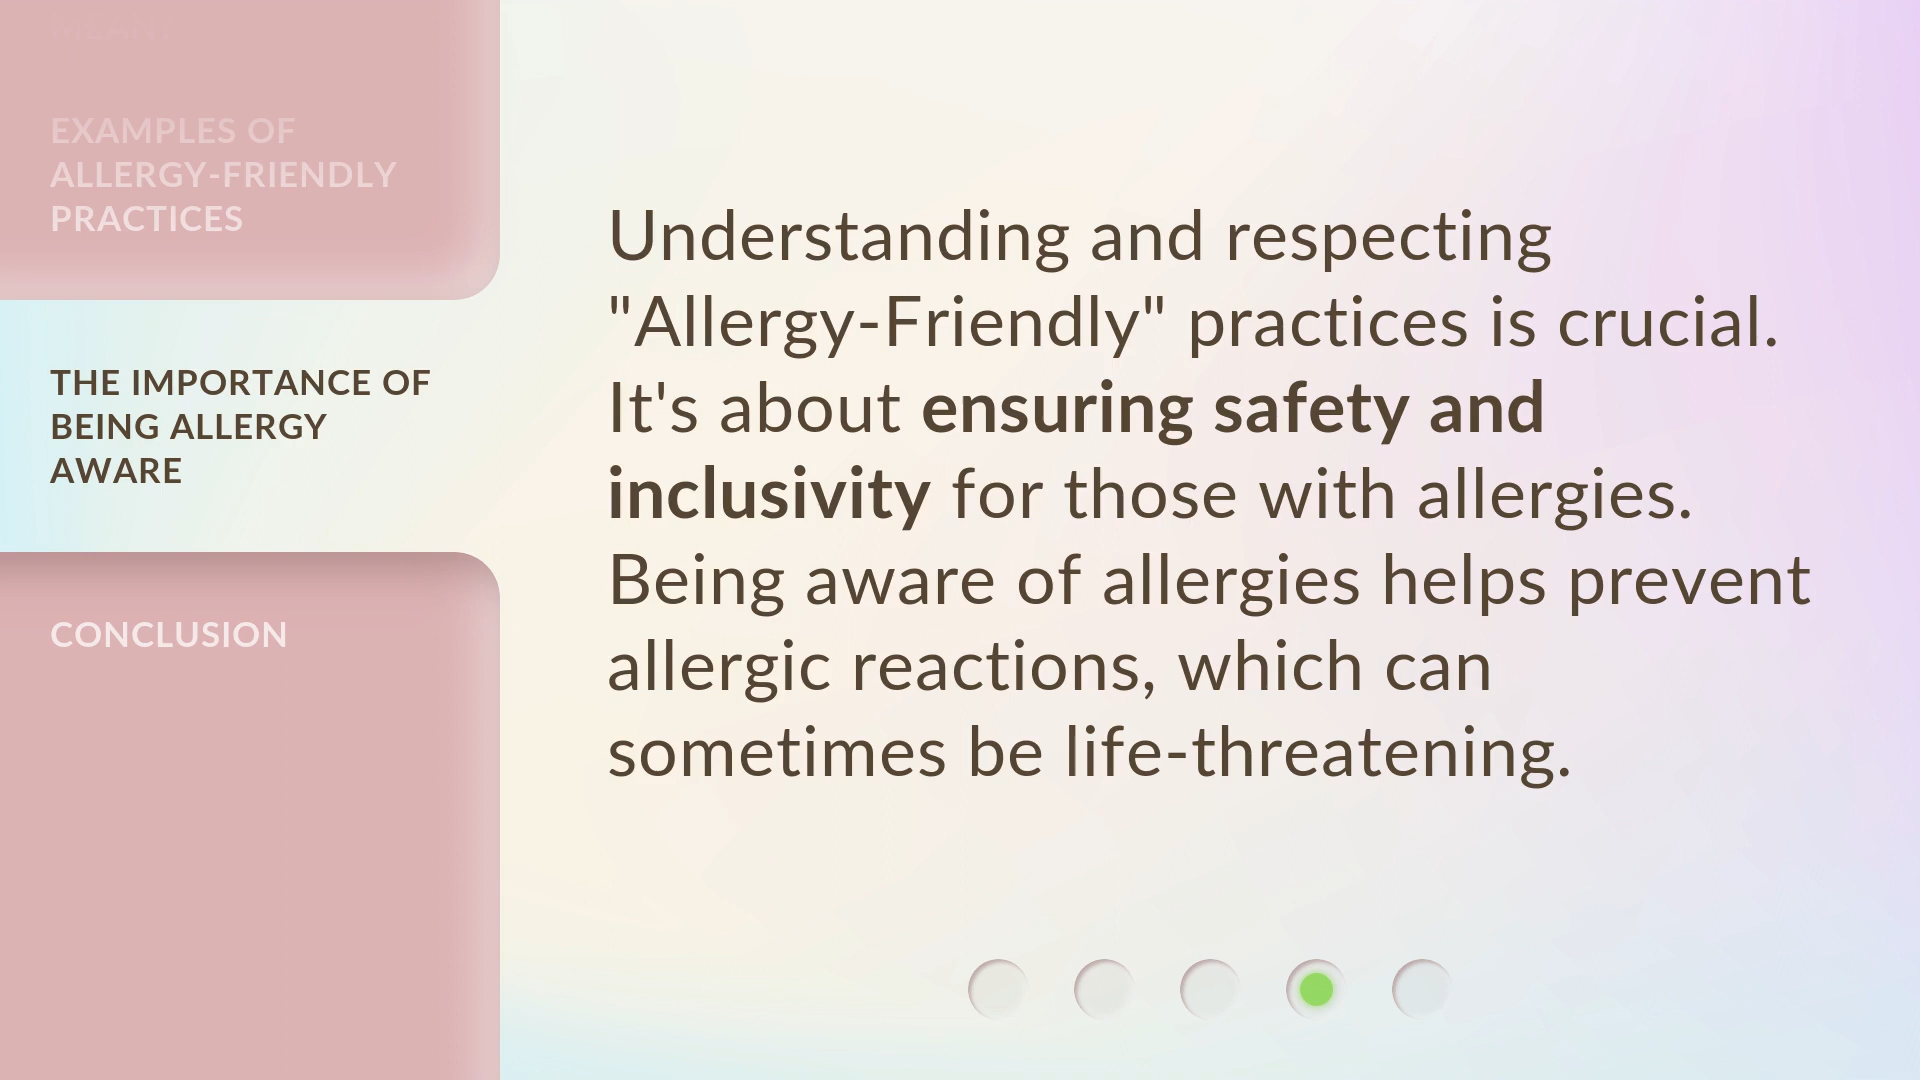 EXAMPLES OF
ALLERGY-FRIENDLY
PRACTICES
THE IMPORTANCE OF
BEING ALLERGY
AWARE
CONCLUSION
Understanding and respecting
"Allergy-Friendly" practices is crucial.
It's about ensuring safety and
inclusivity for those with allergies.
Being aware of allergies helps prevent
allergic reactions, which can
sometimes be life-threatening.